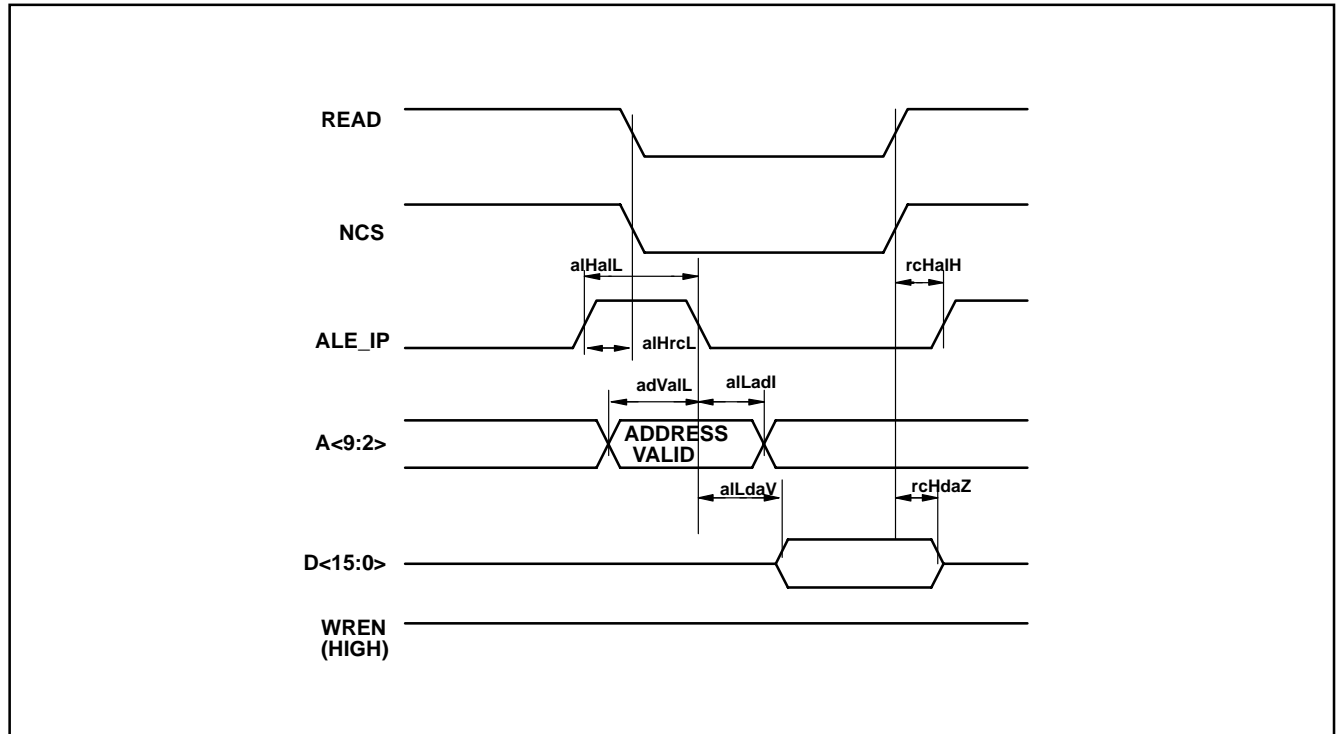 READ
NCS
alHalL
rcHalH
ALE_IP
alHrcL
adValL
alLadI
A<9:2>
ADDRESS
VALID
alLdaV
rcHdaZ
D<15:0>
WREN
(HIGH)